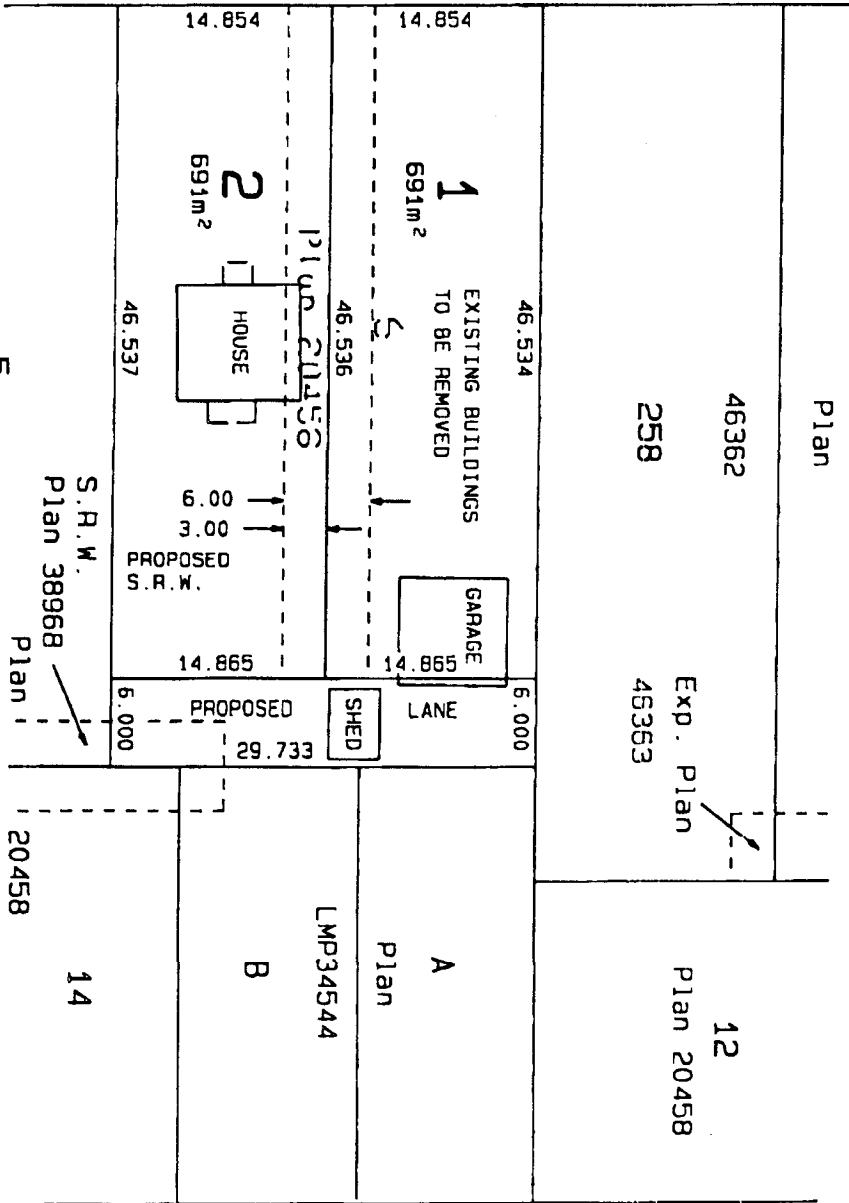 14.854
14.854
Plan
46362
258
1
691m²
2
691m²
EXISTING BUILDINGS
TO BE REMOVED
46.534
46.536
46.537
HOUSE
6.00
3.00
PROPOSED
S.R.W.
GARAGE
S.R.W.
Plan 38968
Plan
20458
14.865
14.865
6.000
PROPOSED
LANE
6.000
SHED
29.733
Exp. Plan
46363
12
Plan 20458
A
Plan
LMP34544
B
14